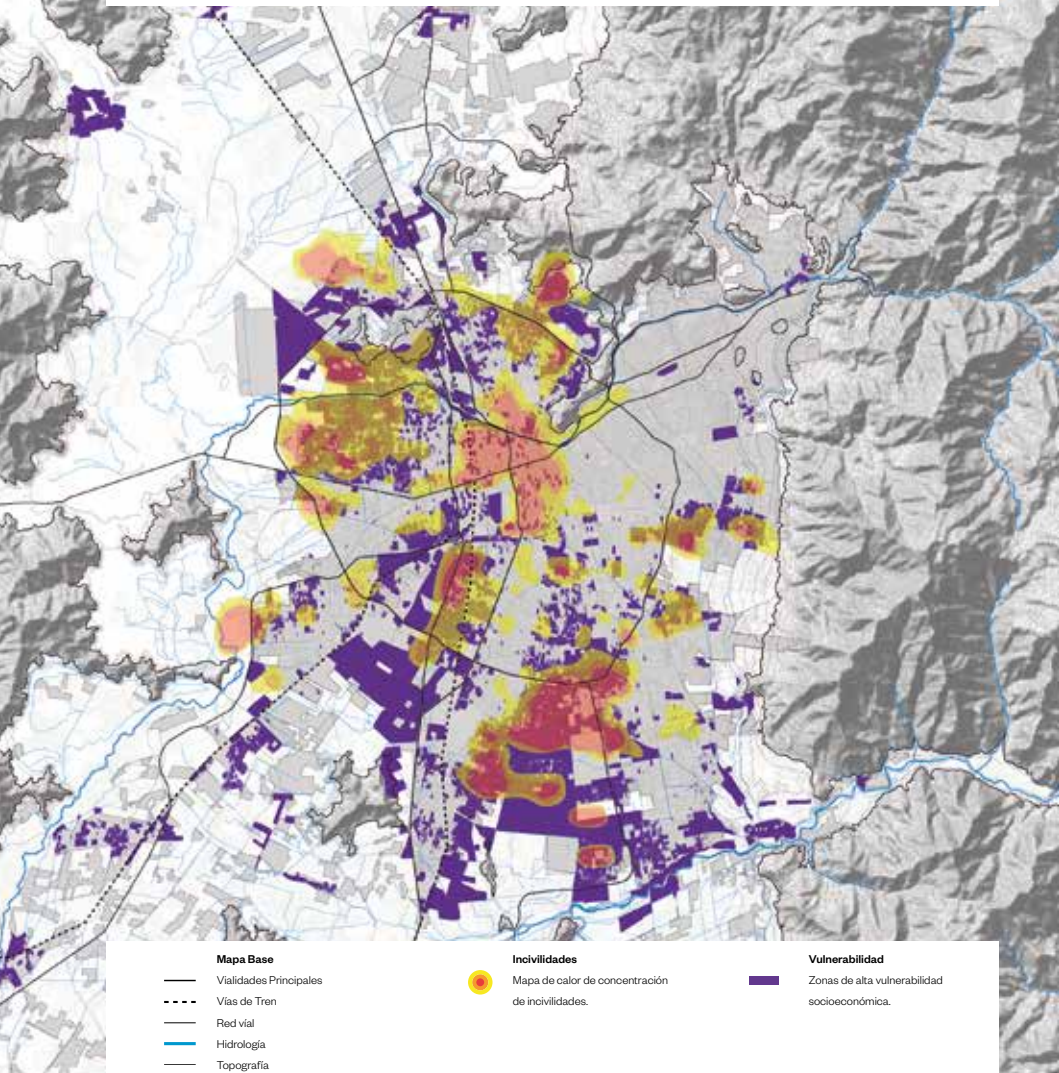 Mapa Base
Vialidades Principales
Vías de Tren
Red víal
Hidrología
Topografía
Incivilidades
Mapa de calor de concentración
de incivilidades.
Vulnerabilidad
Zonas de alta vulnerabilidad
socioeconómica.